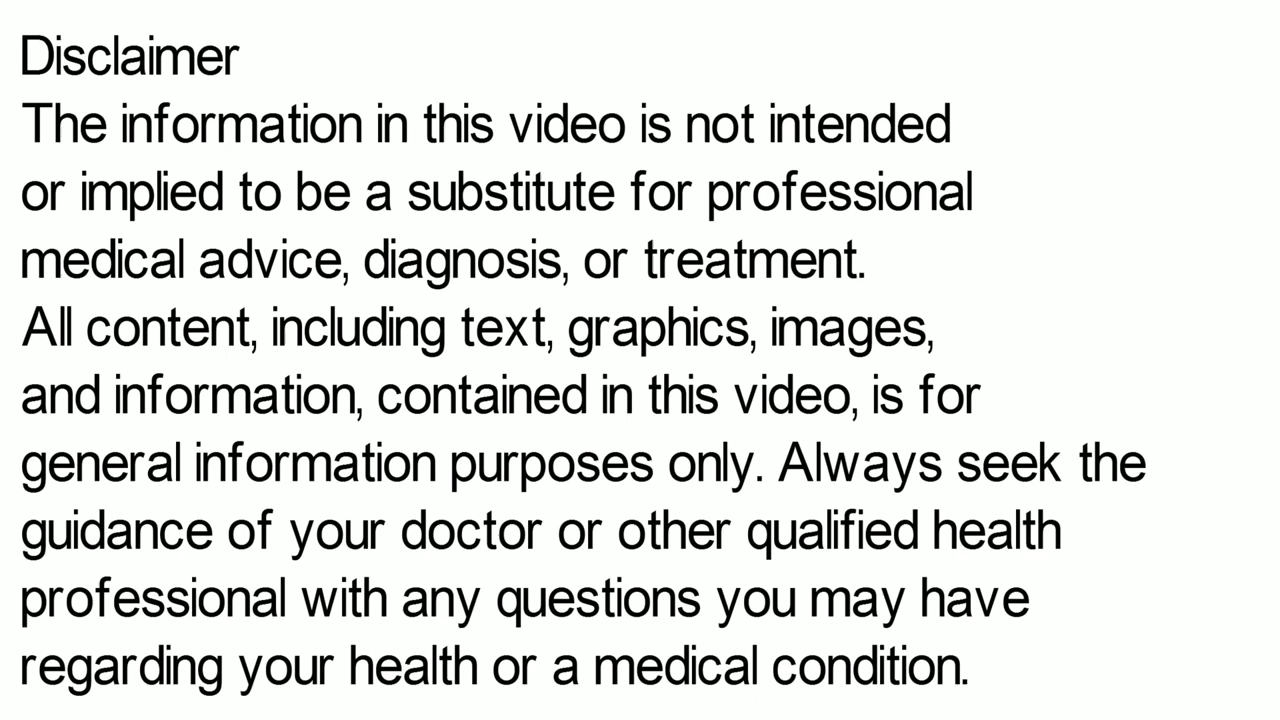 Disclaimer
The information in this video is not intended
or implied to be a substitute for professional
medical advice, diagnosis, or treatment.
All content, including text, graphics, images,
and information, contained in this video, is for
general information purposes only. Always seek the
guidance of your doctor or other qualified health
professional with any questions you may have
regarding your health or a medical condition.